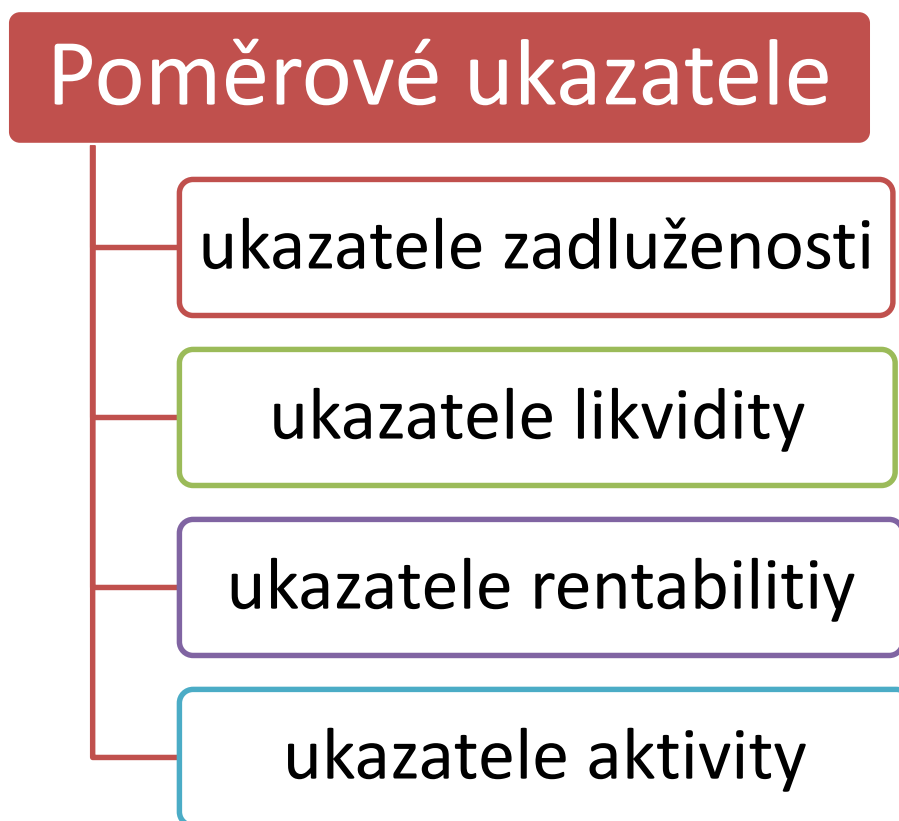 Poměrové ukazatele
ukazatele zadluženosti
ukazatele likvidity
ukazatele rentabilitiy
ukazatele aktivity